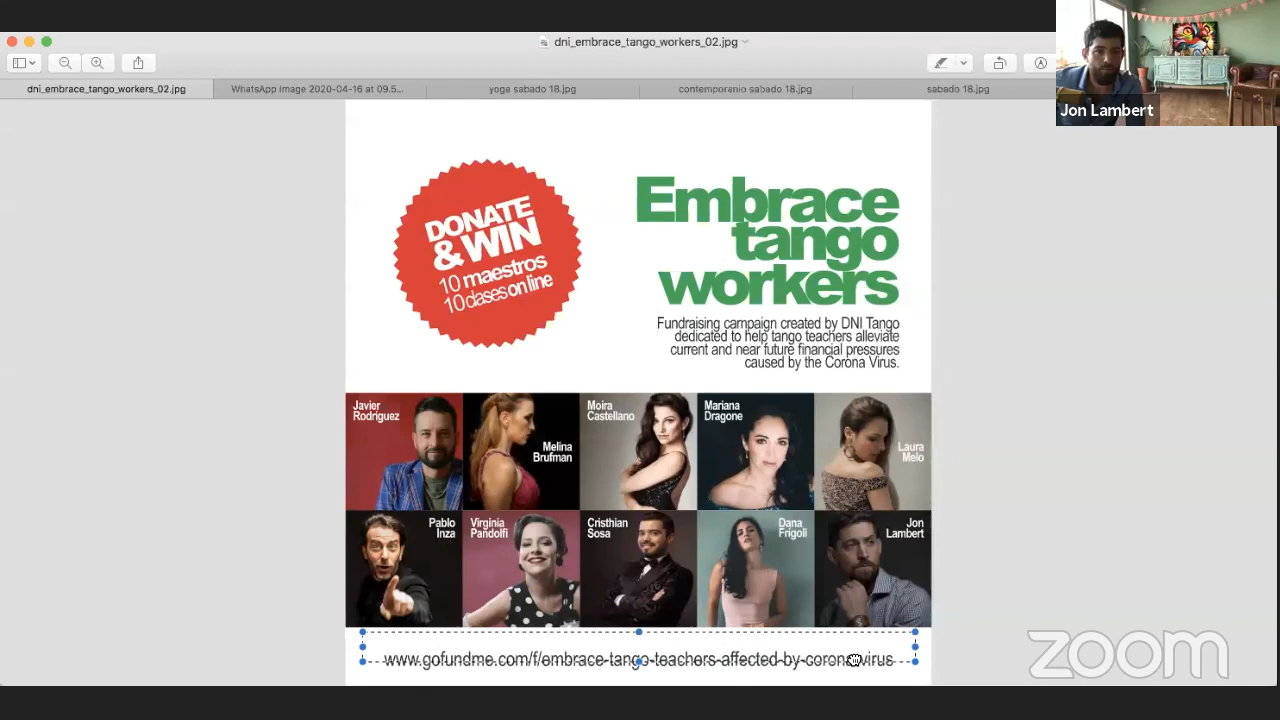 dni_embrace_tango_workers_02.jpg
dni_embrace_tango_workers_02.jpg
WhatsApp Image 2020-04-16 at 09.5...
yoga sabado 18.jpg
contemporanio sabado 18.jpg
sabado 18.jpg
Jon Lambert
DONATE
& WIN
10 maestros
10 clases on line
Embrace
tango
workers
Fundraising campaign created by DNI Tango
dedicated to help tango teachers alleviate
current and near future financial pressures
caused by the Corona Virus.
Javier
Rodriguez
Melina
Brufman
Moira
Castellano
Mariana
Dragone
Laura
Melo
Pablo
Inza
Virginia
Pandolfi
Cristhian
Sosa
Dana
Frigoli
Jon
Lambert
www.gofundme.com/f/embrace-tango-teachers-affected-by-coronavirus
zoom